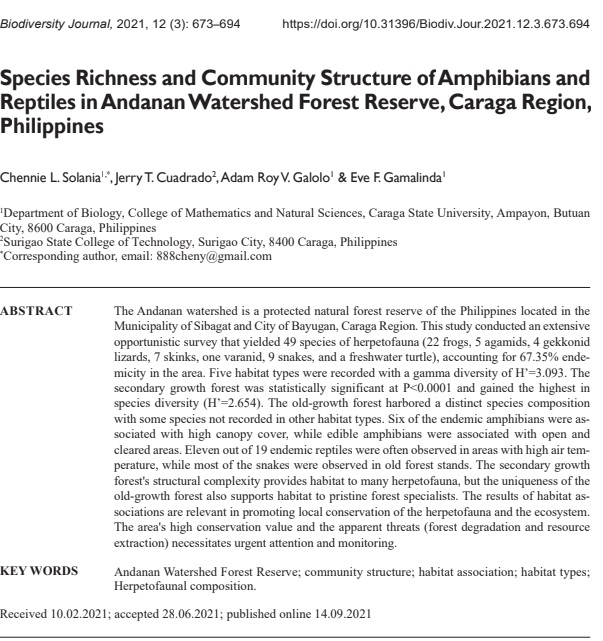 Biodiversity Journal, 2021, 12 (3): 673–694 https://doi.org/10.31396/Biodiv.Jour.2021.12.3.673.694
Species Richness and Community Structure of Amphibians and
Reptiles in Andanan Watershed Forest Reserve, Caraga Region,
Philippines
Chennie L. Solania1,*, Jerry T. Cuadrado2, Adam Roy V. Galolo1 & Eve F. Gamalinda1
1Department of Biology, College of Mathematics and Natural Sciences, Caraga State University, Ampayon, Butuan
City, 8600 Caraga, Philippines
2Surigao State College of Technology, Surigao City, 8400 Caraga, Philippines
*Corresponding author, email: 888cheny@gmail.com
ABSTRACT The Andanan watershed is a protected natural forest reserve of the Philippines located in the
Municipality of Sibagat and City of Bayugan, Caraga Region. This study conducted an extensive
opportunistic survey that yielded 49 species of herpetofauna (22 frogs, 5 agamids, 4 gekkonid
lizards, 7 skinks, one varanid, 9 snakes, and a freshwater turtle), accounting for 67.35% ende-
micity in the area. Five habitat types were recorded with a gamma diversity of H’=3.093. The
secondary growth forest was statistically significant at P<0.0001 and gained the highest in
species diversity (H’=2.654). The old-growth forest harbored a distinct species composition
with some species not recorded in other habitat types. Six of the endemic amphibians were as-
sociated with high canopy cover, while edible amphibians were associated with open and
cleared areas. Eleven out of 19 endemic reptiles were often observed in areas with high air tem-
perature, while most of the snakes were observed in old forest stands. The secondary growth
forest's structural complexity provides habitat to many herpetofauna, but the uniqueness of the
old-growth forest also supports habitat to pristine forest specialists. The results of habitat as-
sociations are relevant in promoting local conservation of the herpetofauna and the ecosystem.
The area's high conservation value and the apparent threats (forest degradation and resource
extraction) necessitates urgent attention and monitoring.
KEY WORDS Andanan Watershed Forest Reserve; community structure; habitat association; habitat types;
Herpetofaunal composition.
Received 10.02.2021; accepted 28.06.2021; published online 14.09.2021